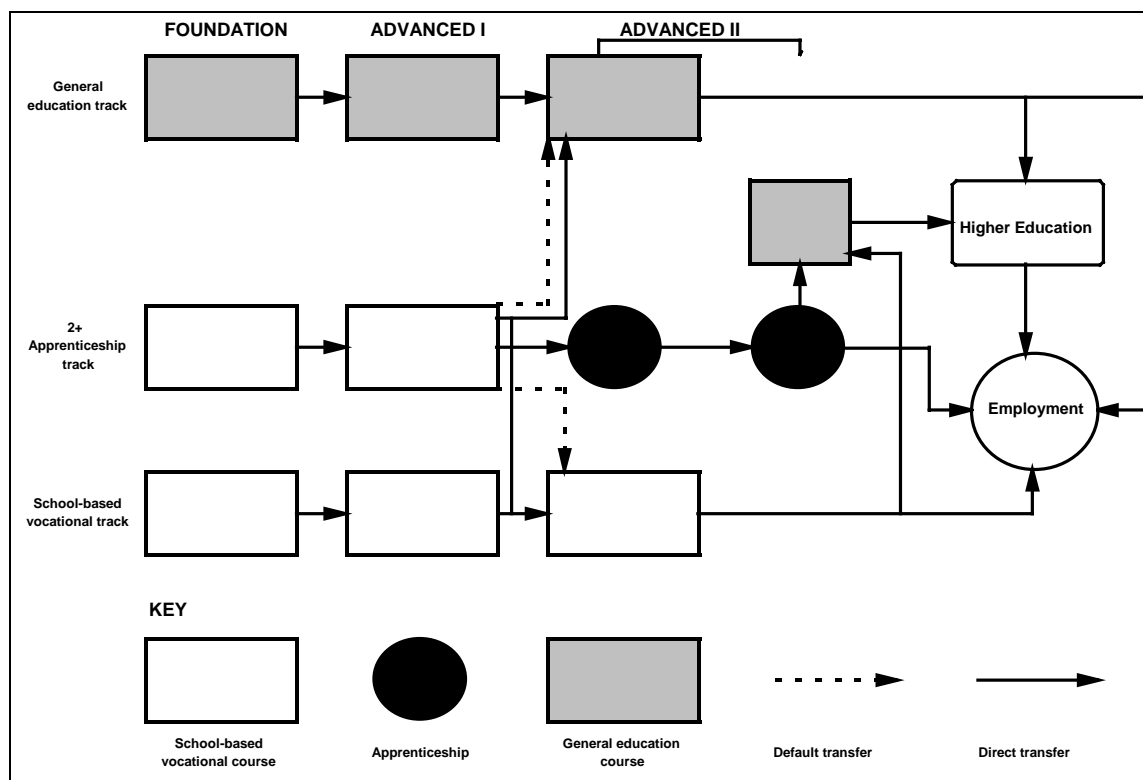 FOUNDATION
ADVANCED I
ADVANCED II
General
education track
Higher Education
2+
Apprenticeship
track
Employment
School-based
vocational track
KEY
School-based
vocational course
Apprenticeship
General education
course
Default transfer
Direct transfer